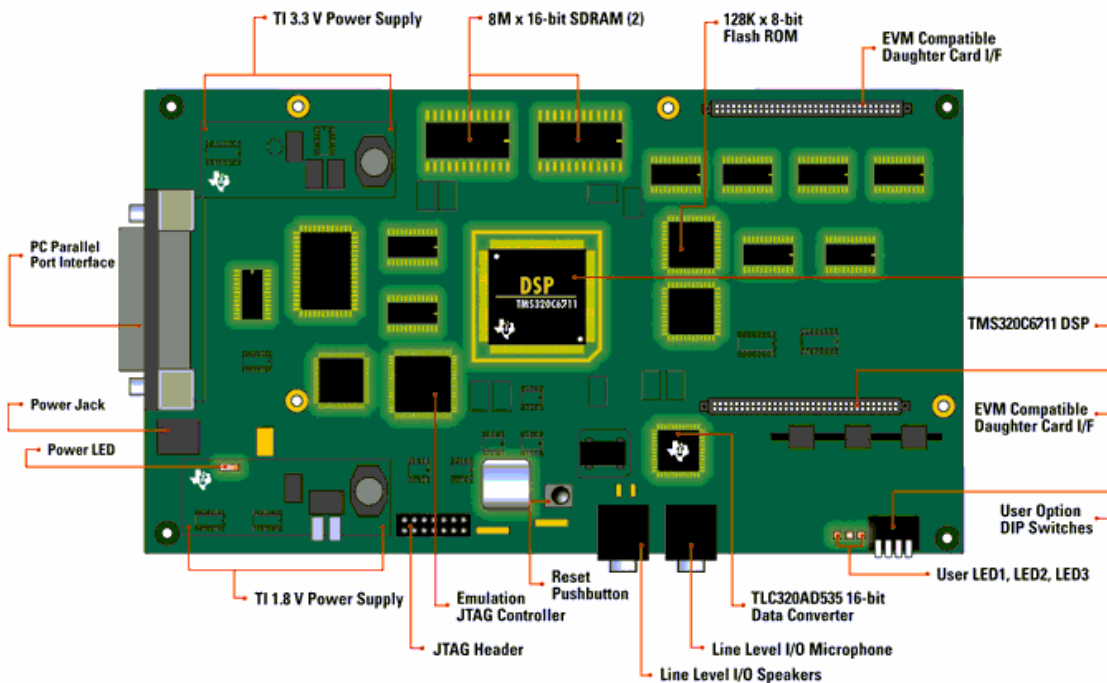 TI 3.3 V Power Supply
8M x 16-bit SDRAM (2)
128K x 8-bit
Flash ROM
EVM Compatible
Daughter Card I/F
PC Parallel
Port Interface
DSP
TMS320C6711
TMS320C6711 DSP
Power Jack
EVM Compatible
Daughter Card I/F
Power LED
User Option
DIP Switches
TI 1.8 V Power Supply
Emulation
JTAG Controller
Reset
Pushbutton
TLC320AD535 16-bit
Data Converter
User LED1, LED2, LED3
JTAG Header
Line Level I/O Microphone
Line Level I/O Speakers